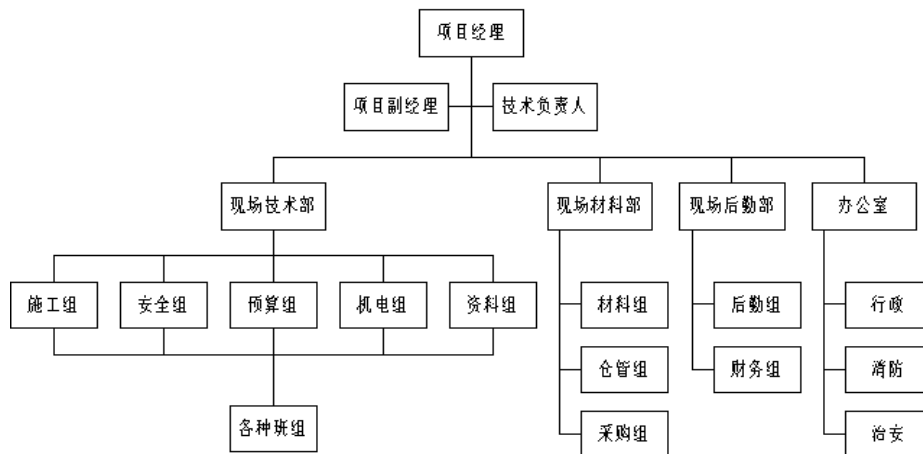 项目经理
项目副经理
技术负责人
现场技术部
现场材料部
现场后勤部
办公室
施工组
安全组
预算组
机电组
资料组
材料组
后勤组
行政
仓管组
财务组
消防
各种班组
采购组
治安